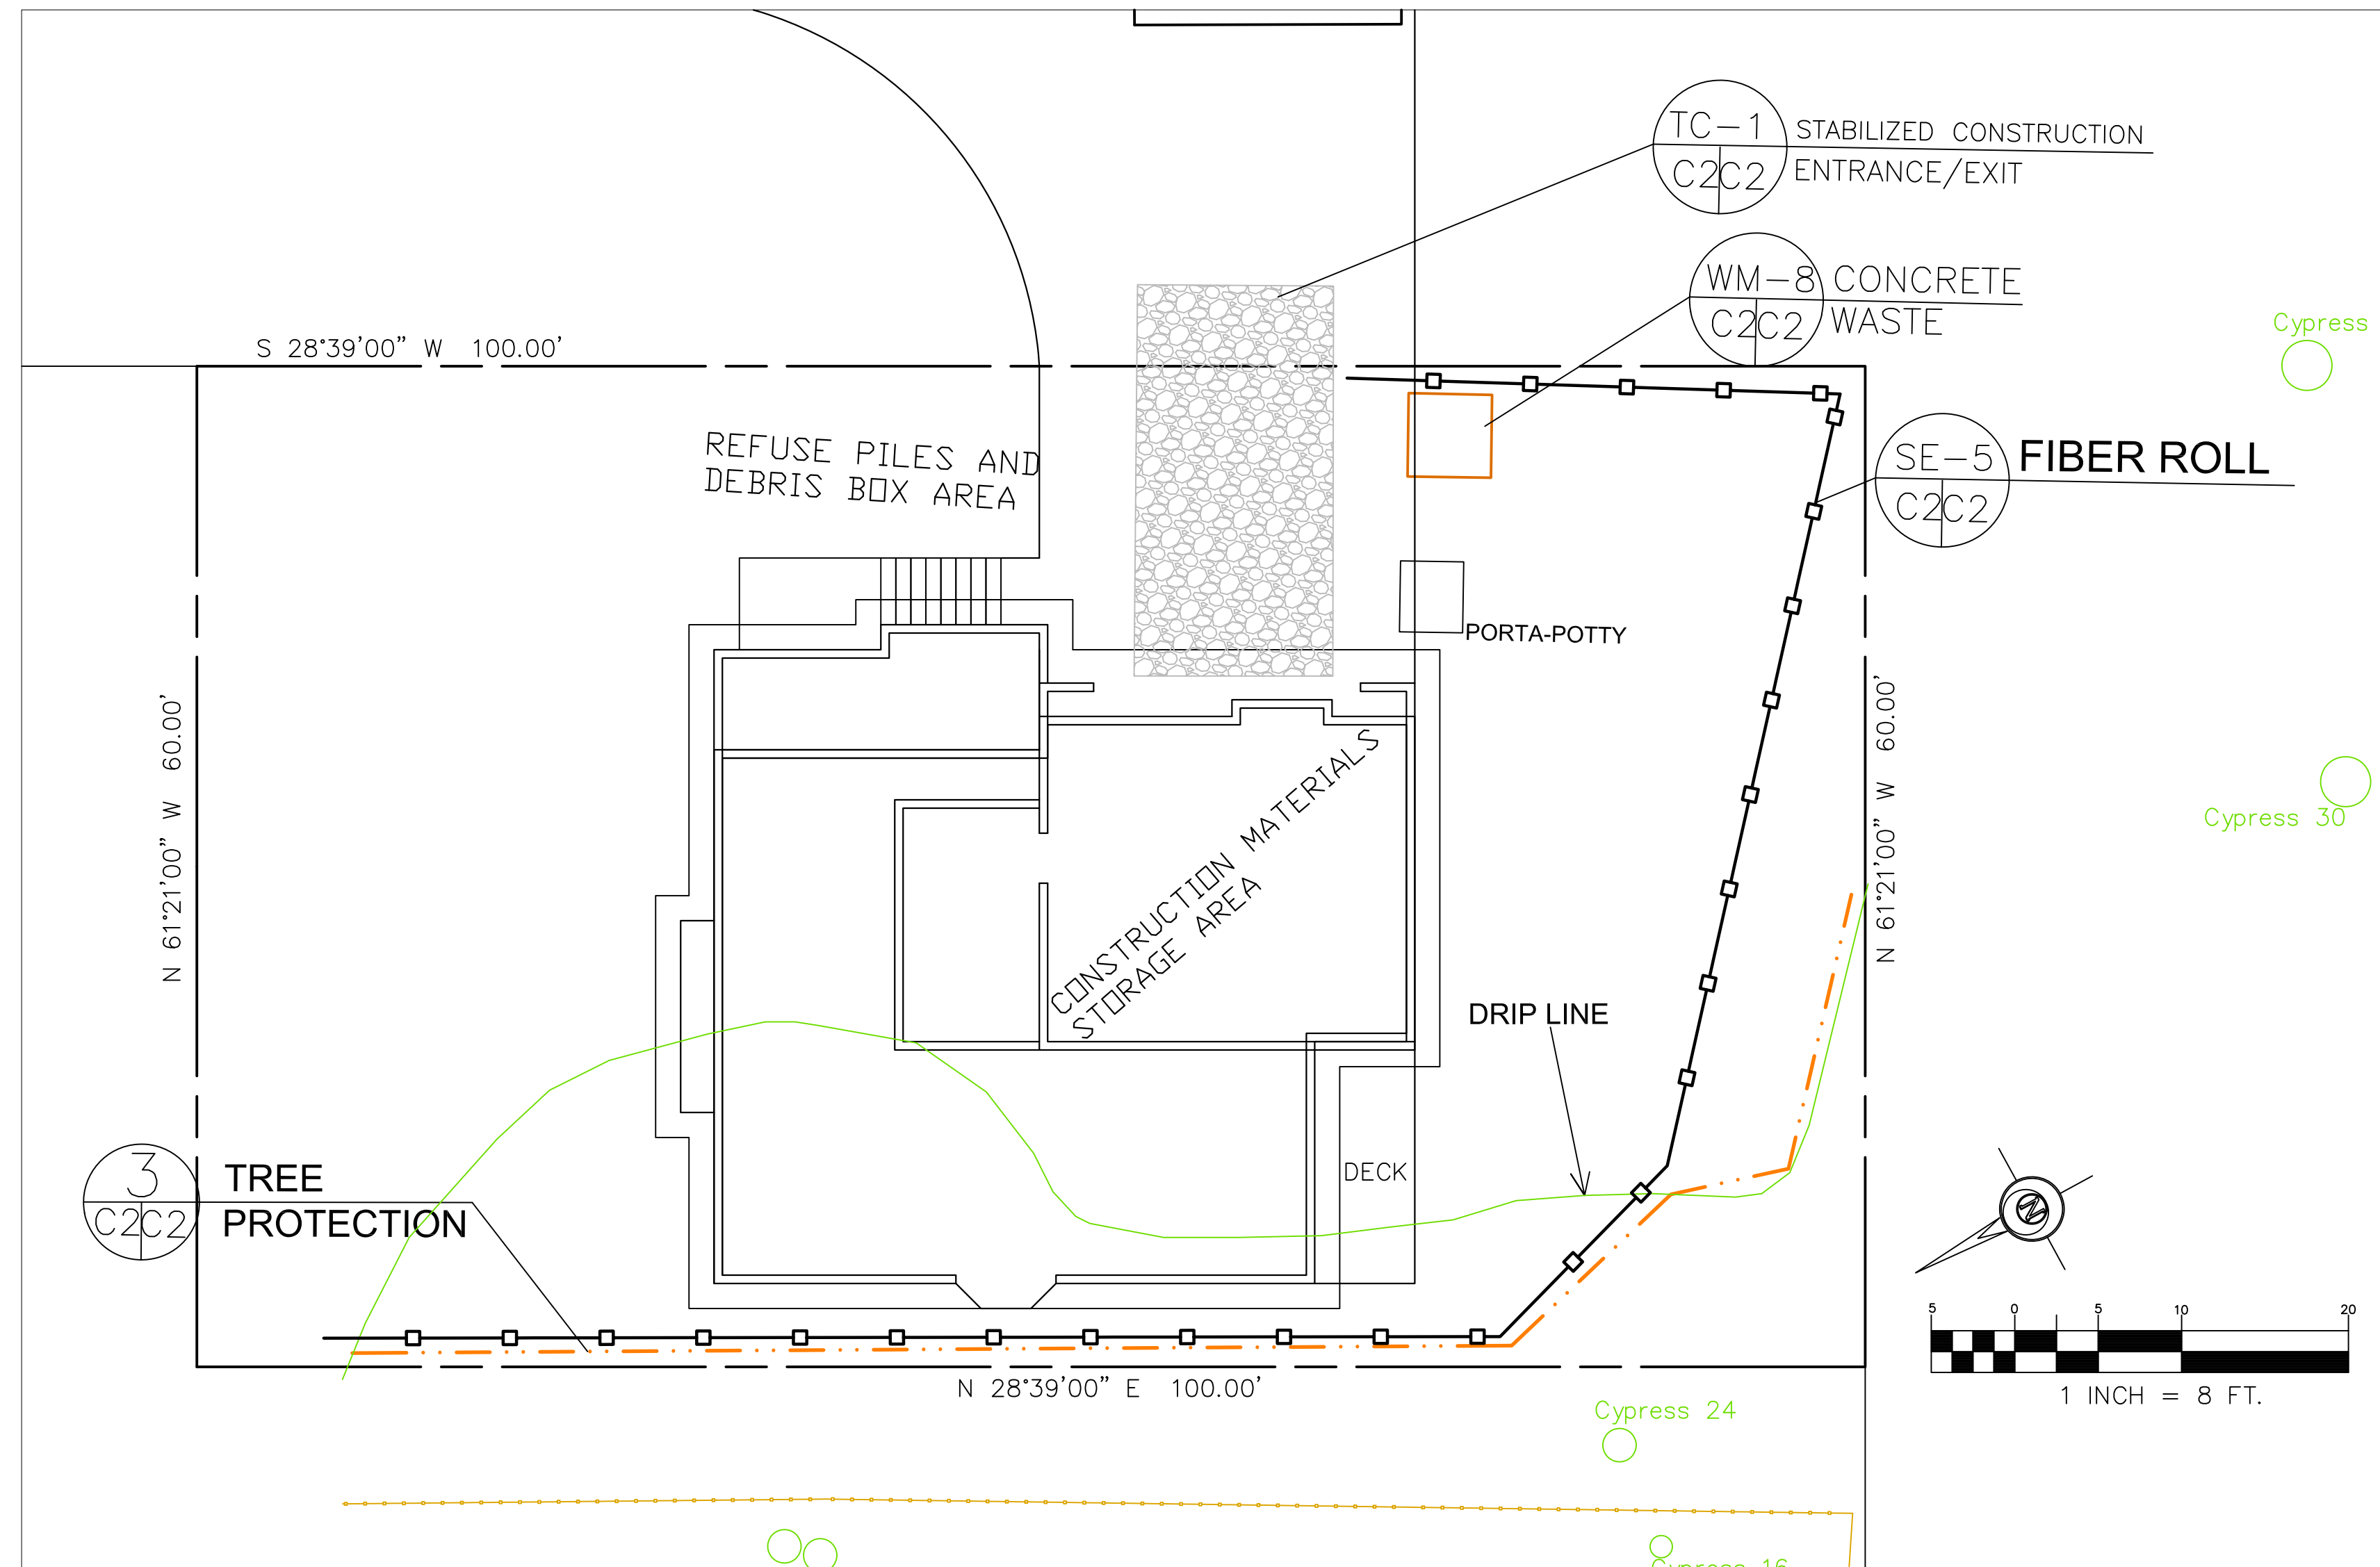 TC-1 STABILIZED CONSTRUCTION
C2 C2 ENTRANCE/EXIT
WM-8 CONCRETE
C2 C2 WASTE
Cypress
S 28°39'00" W 100.00'
SE-5 FIBER ROLL
C2 C2
REFUSE PILES AND
DEBRIS BOX AREA
PORTA-POTTY
N 61°21'00" W 60.00'
N 61°21'00" W 60.00'
Cypress 30
CONSTRUCTION MATERIALS
STORAGE AREA
DRIP LINE
3 TREE
C2 C2 PROTECTION
DECK
N
5 0 5 10 20
1 INCH = 8 FT.
N 28°39'00" E 100.00'
Cypress 24
Cypress 16